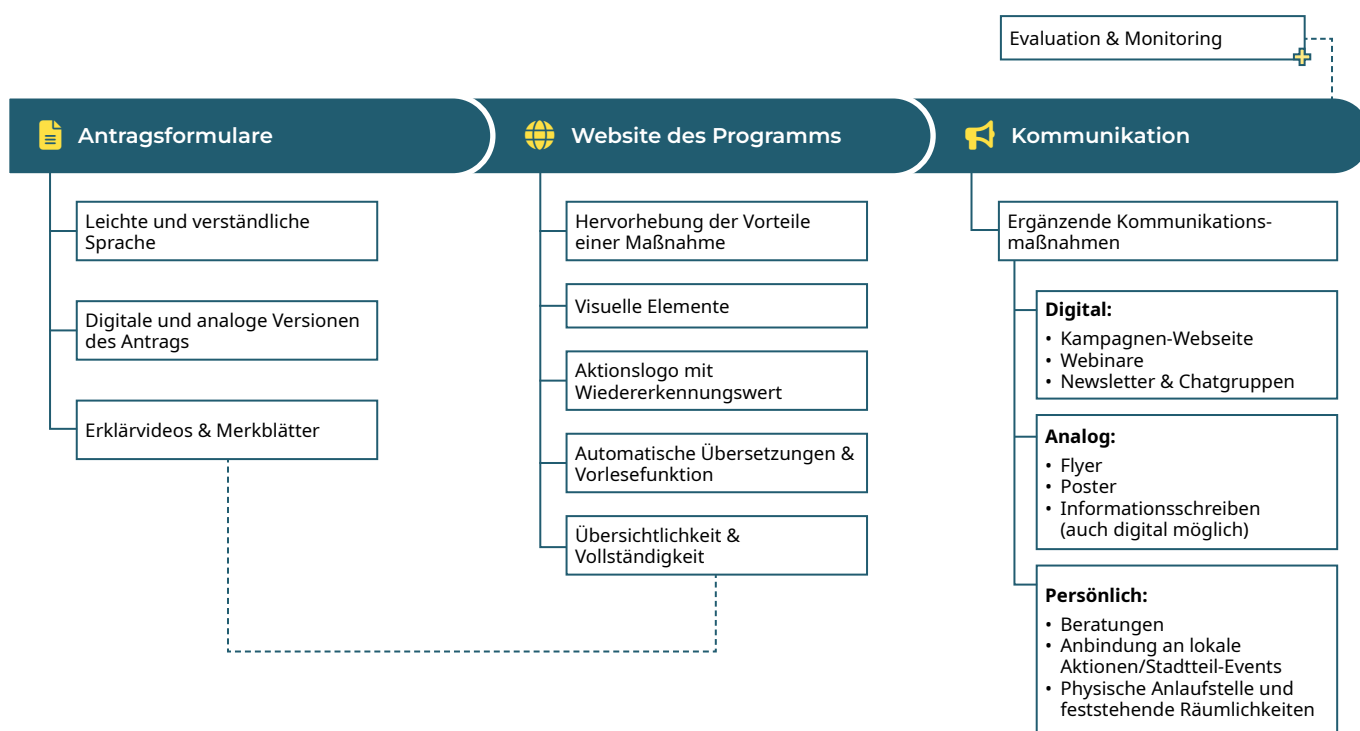 Evaluation & Monitoring
Antragsformulare
Leichte und verständliche
Sprache
Digitale und analoge Versionen
des Antrags
Erklärvideos & Merkblätter
Website des Programms
Hervorhebung der Vorteile
einer Maßnahme
Visuelle Elemente
Aktionslogo mit
Wiedererkennungswert
Automatische Übersetzungen &
Vorlesefunktion
Übersichtlichkeit &
Vollständigkeit
Kommunikation
Ergänzende Kommunikations-
maßnahmen
Digital:
• Kampagnen-Webseite
• Webinare
• Newsletter & Chatgruppen
Analog:
• Flyer
• Poster
• Informationsschreiben
(auch digital möglich)
Persönlich:
• Beratungen
• Anbindung an lokale
Aktionen/Stadtteil-Events
• Physische Anlaufstelle und
feststehende Räumlichkeiten